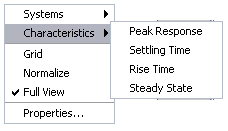 Systems
Characteristics
Grid
Normalize
Full View
Properties...
Peak Response
Settling Time
Rise Time
Steady State